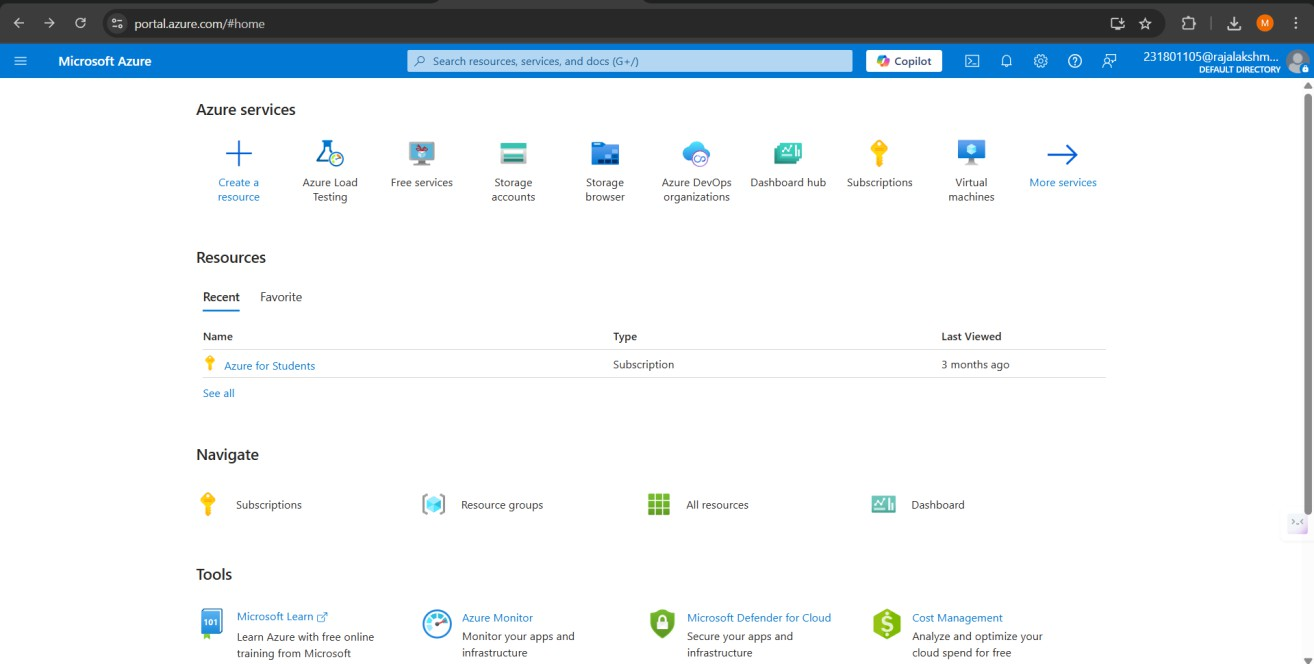 portal.azure.com/#home
M
Microsoft Azure
Search resources, services, and docs (G+/)
Copilot
231801105@rajalakshm...
DEFAULT DIRECTORY
Azure services
Create a
resource
Azure Load
Testing
Free services
Storage
accounts
Storage
browser
Azure DevOps
organizations
Dashboard hub
Subscriptions
Virtual
machines
More services
Resources
Recent Favorite
Name Type Last Viewed
Azure for Students Subscription 3 months ago
See all
Navigate
Subscriptions Resource groups All resources Dashboard
Tools
101
Microsoft Learn
Learn Azure with free online
training from Microsoft
Azure Monitor
Monitor your apps and
infrastructure
Microsoft Defender for Cloud
Secure your apps and
infrastructure
$
Cost Management
Analyze and optimize your
cloud spend for free